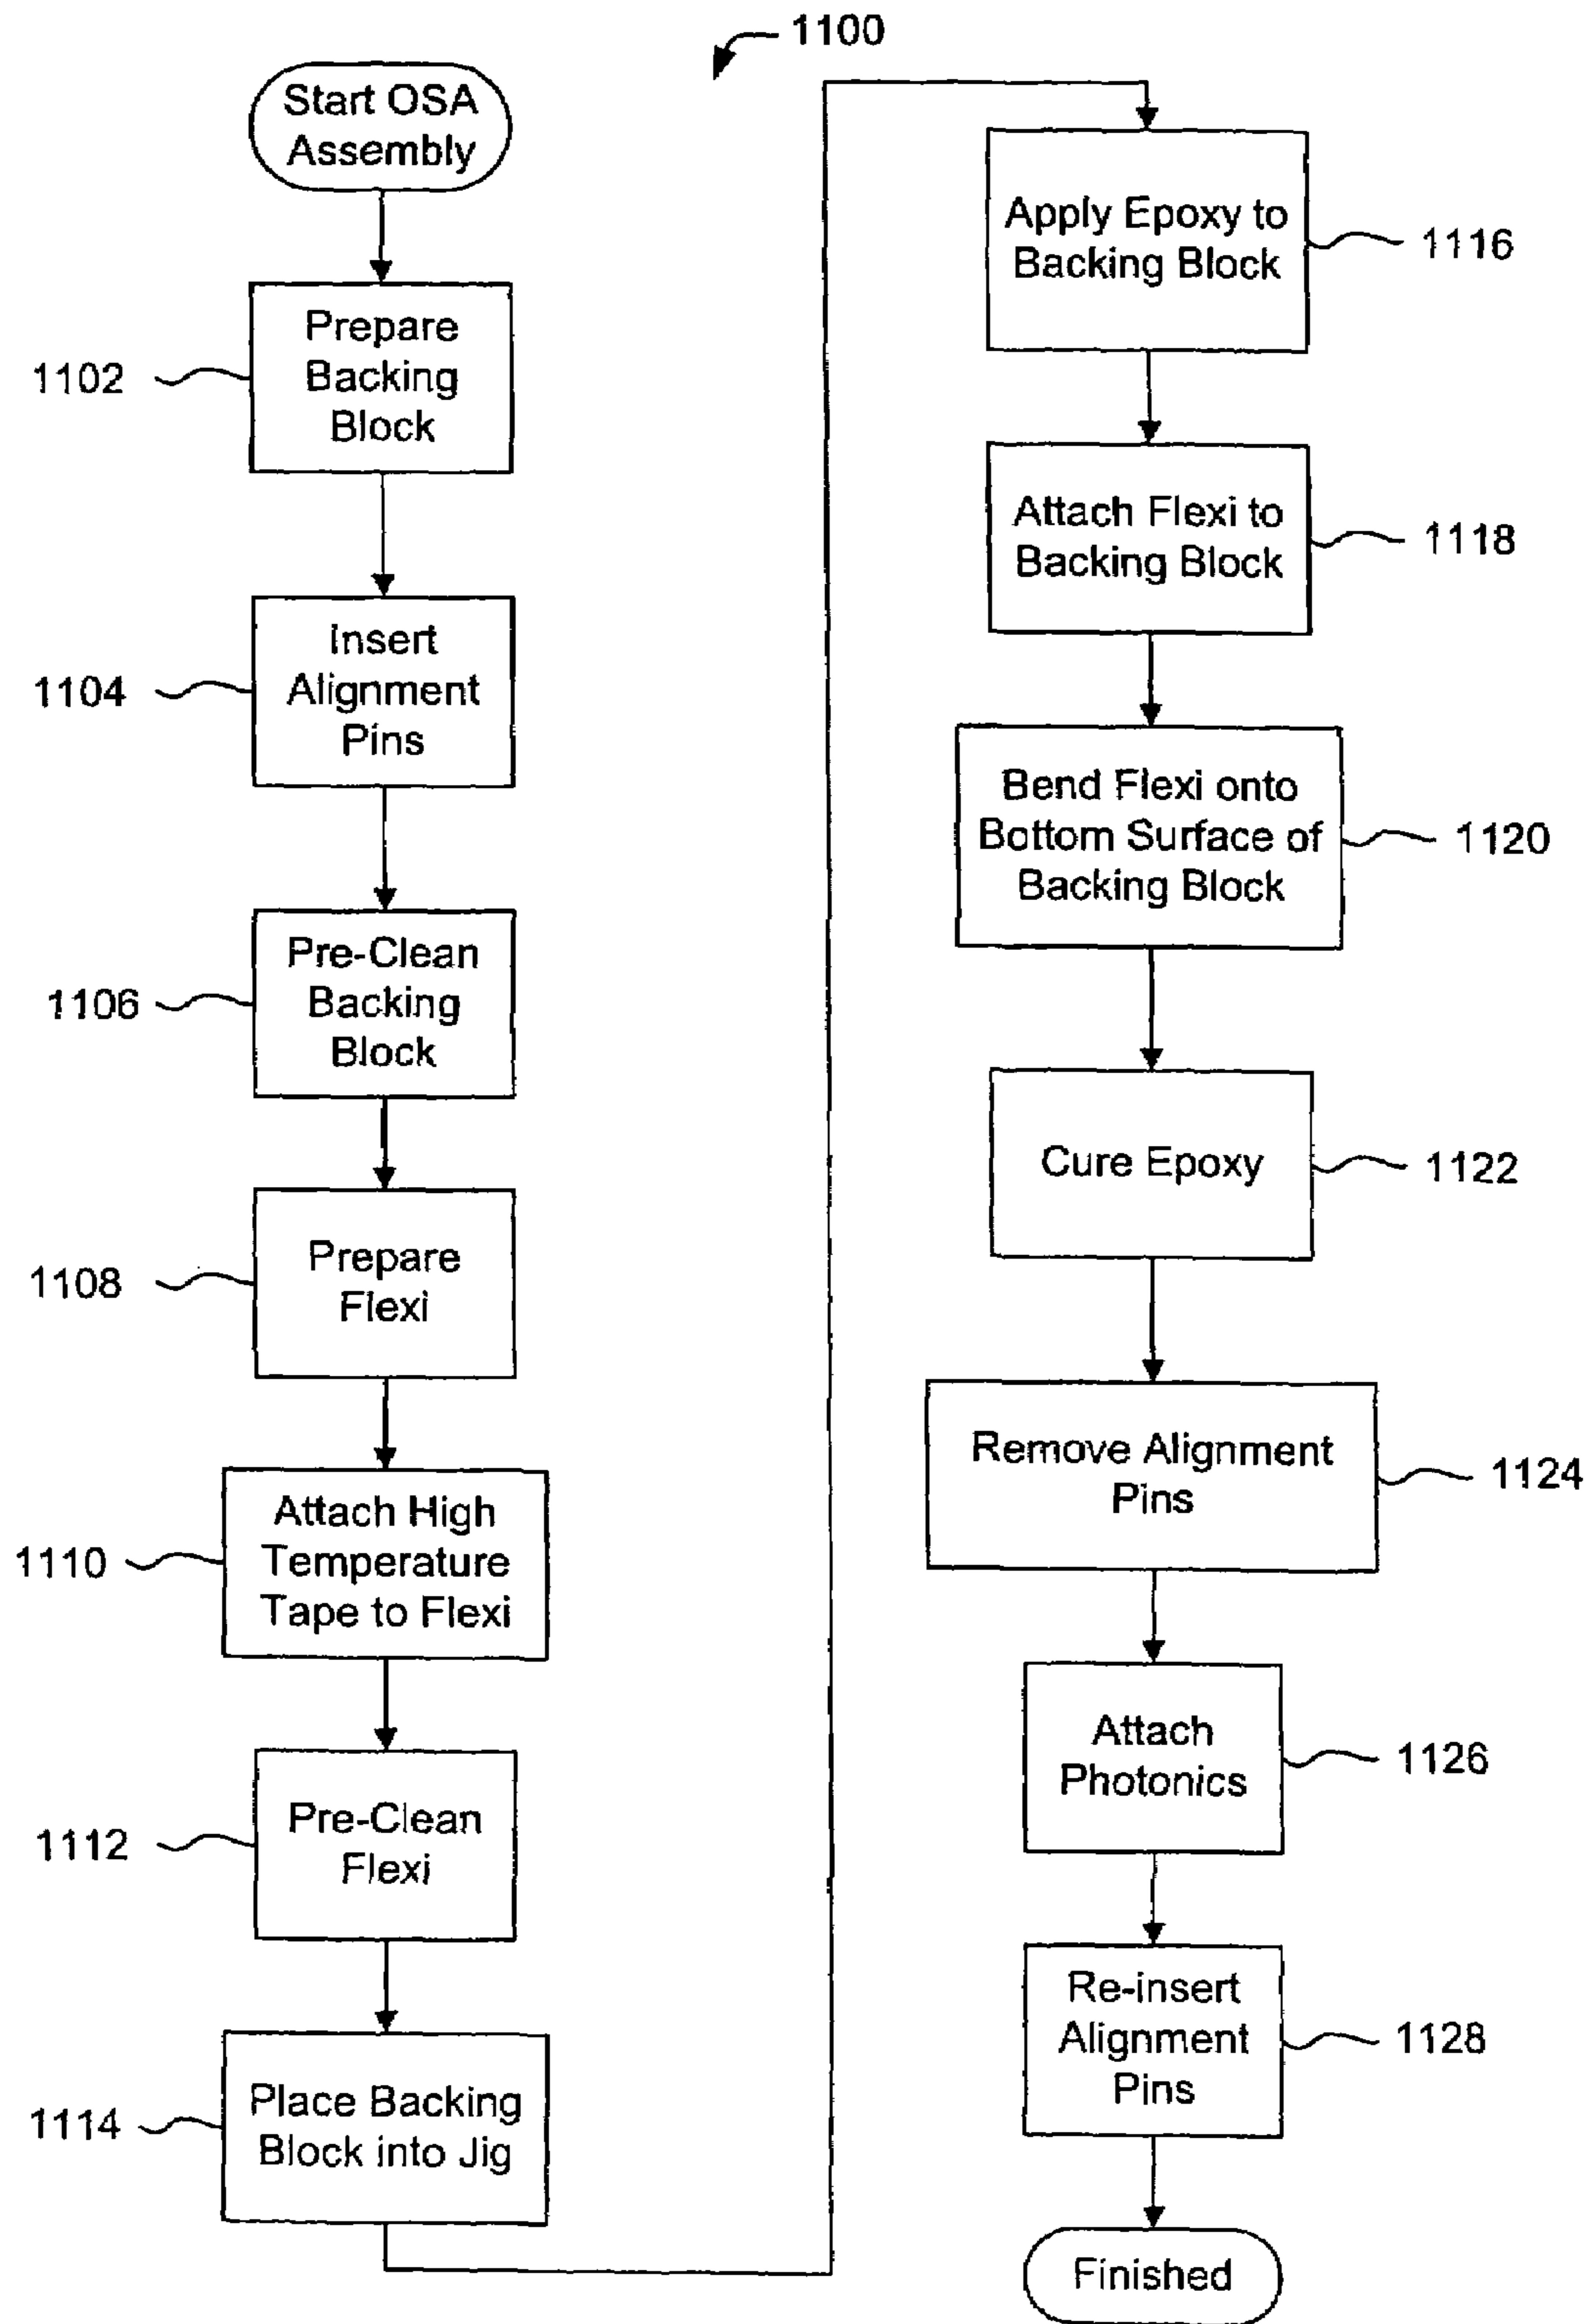 1100
Start OSA
Assembly
Prepare
Backing
Block
1102
Insert
Alignment
Pins
1104
Pre-Clean
Backing
Block
1106
Prepare
Flexi
1108
Attach High
Temperature
Tape to Flexi
1110
Pre-Clean
Flexi
1112
Place Backing
Block into Jig
1114
Apply Epoxy to
Backing Block
1116
Attach Flexi to
Backing Block
1118
Bend Flexi onto
Bottom Surface of
Backing Block
1120
Cure Epoxy
1122
Remove Alignment
Pins
1124
Attach
Photonics
1126
Re-insert
Alignment
Pins
1128
Finished